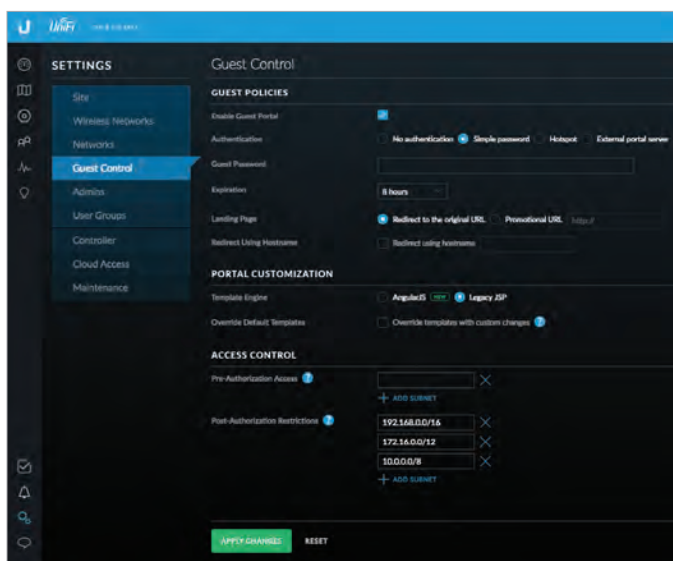 U UniFi
SETTINGS
Site
Wireless Networks
Networks
Guest Control
Admins
User Groups
Controller
Cloud Access
Maintenance
Guest Control
GUEST POLICIES
Enable Guest Portal
Authentication No authentication Simple password Hotspot External portal server
Guest Password
Expiration 8 hours
Landing Page Redirect to the original URL Promotional URL http://
Redirect Using Hostname Redirect using hostname
PORTAL CUSTOMIZATION
Template Engine AngularJS NEW Legacy JSP
Override Default Templates Override templates with custom changes ?
ACCESS CONTROL
Pre-Authorization Access ?
+ ADD SUBNET
Post-Authorization Restrictions ? 192.168.0.0/16
172.16.0.0/12
10.0.0.0/8
+ ADD SUBNET
APPLY CHANGES RESET